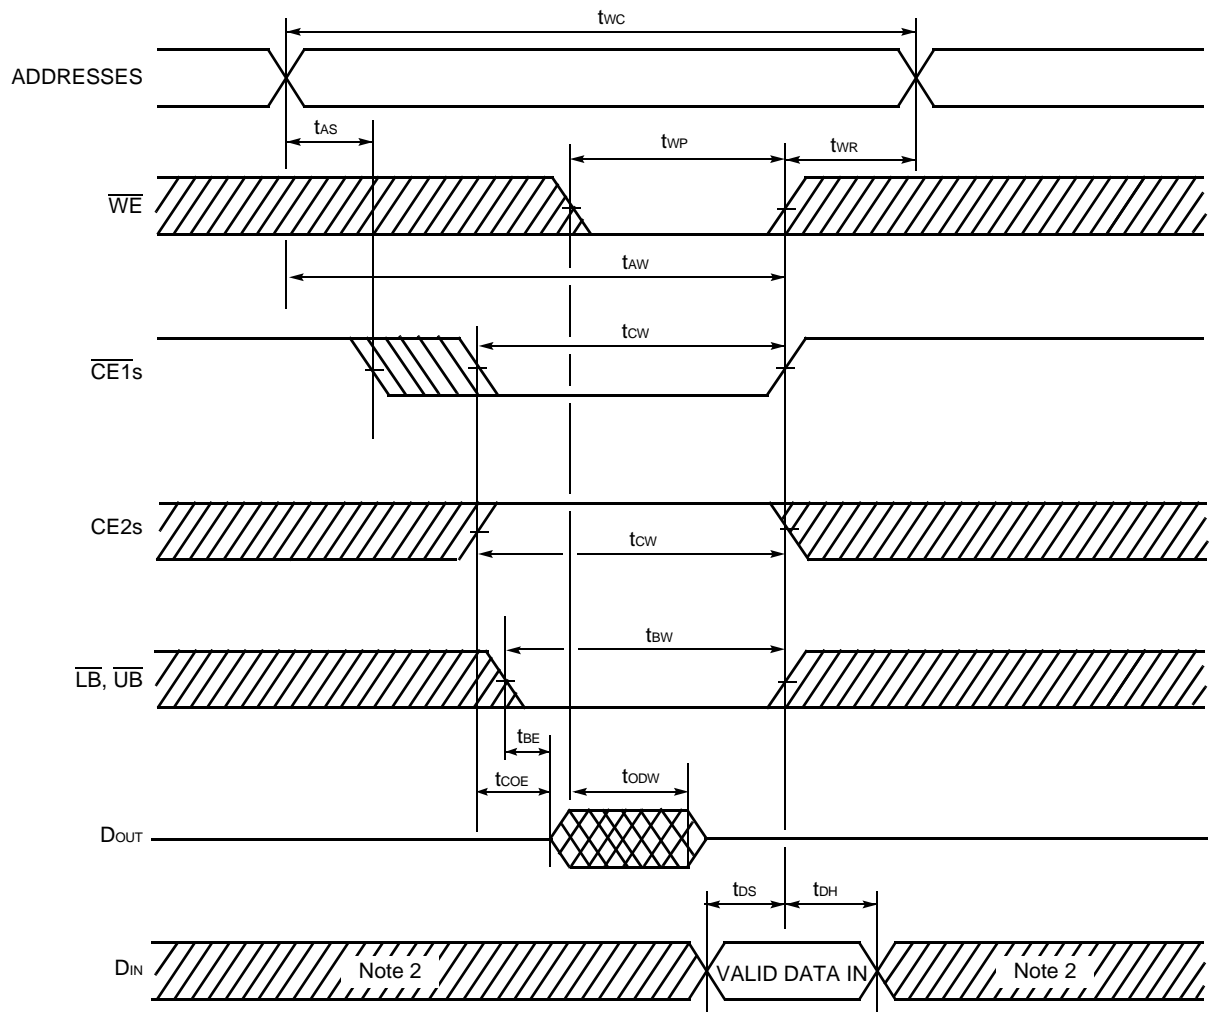 tWC
ADDRESSES
tAS
tWP
tWR
WE
tAW
tCW
CE1s
CE2s
tCW
tBW
LB, UB
tBE
tCOE
tODW
DOUT
tDS
tDH
DIN
Note 2
VALID DATA IN
Note 2